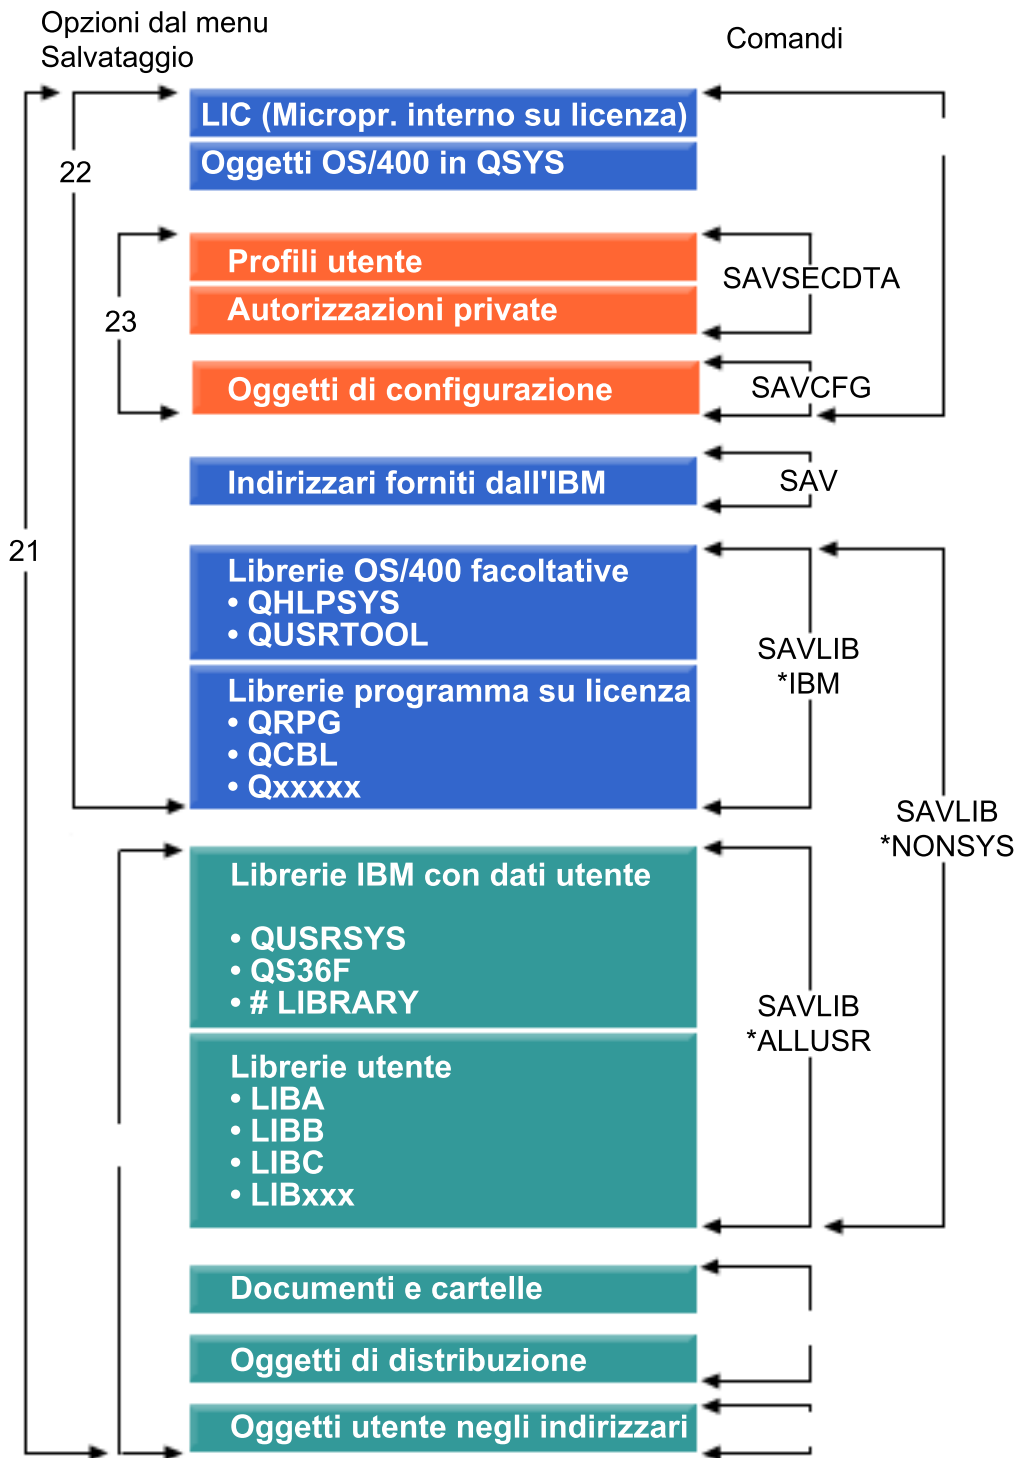 Opzioni dal menu
Salvataggio
Comandi
LIC (Micropr. interno su licenza)
Oggetti OS/400 in QSYS
22
Profili utente
Autorizzazioni private
SAVSECDTA
23
Oggetti di configurazione
SAVCFG
Indirizzari forniti dall'IBM
SAV
21
Librerie OS/400 facoltative
• QHLPSYS
• QUSRTOOL
SAVLIB
*IBM
Librerie programma su licenza
• QRPG
• QCBL
• Qxxxxx
SAVLIB
*NONSYS
Librerie IBM con dati utente
• QUSRSYS
• QS36F
• # LIBRARY
SAVLIB
*ALLUSR
Librerie utente
• LIBA
• LIBB
• LIBC
• LIBxxx
Documenti e cartelle
Oggetti di distribuzione
Oggetti utente negli indirizzari